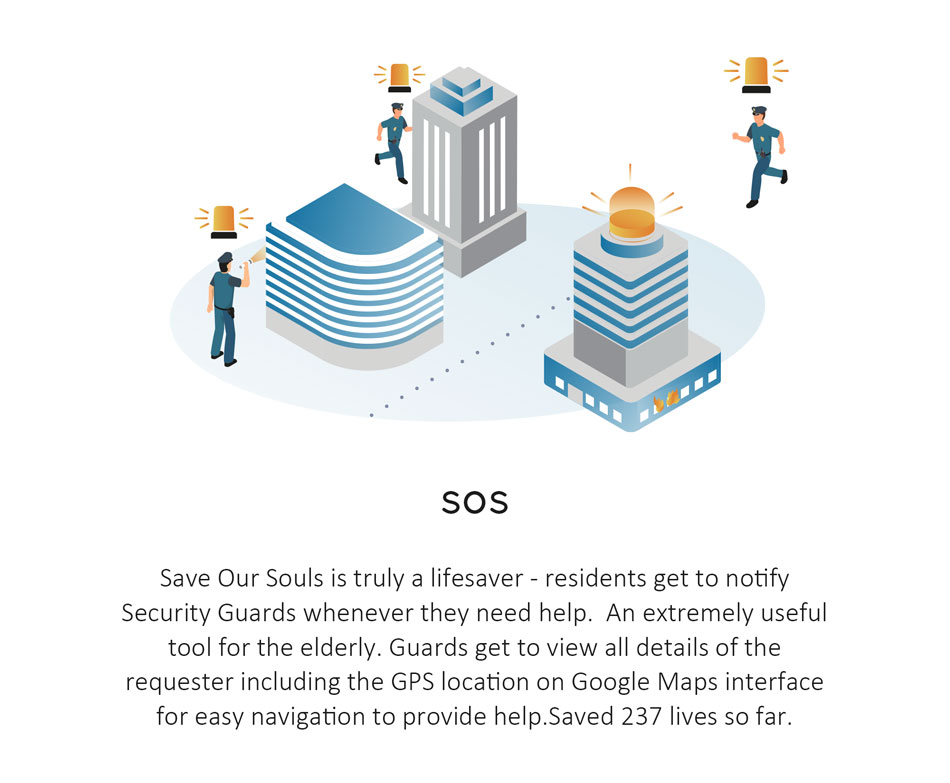 SOS
Save Our Souls is truly a lifesaver - residents get to notify
Security Guards whenever they need help.  An extremely useful
tool for the elderly. Guards get to view all details of the
requester including the GPS location on Google Maps interface
for easy navigation to provide help.Saved 237 lives so far.